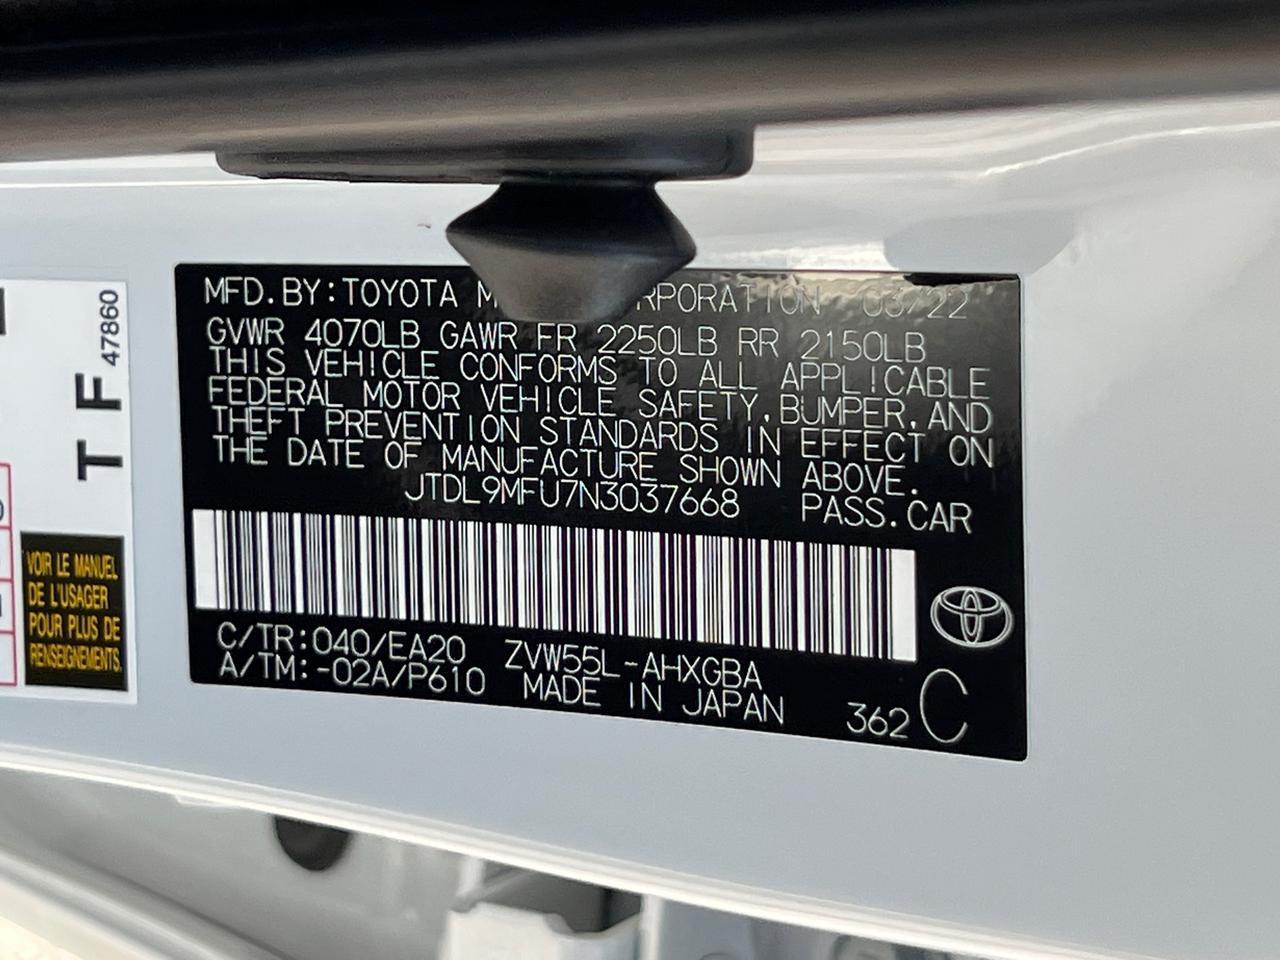 MFD.BY:TOYOTA M RPORATION 03/22
GVWR 4070LB GAWR FR 2250LB RR 2150LB
THIS VEHICLE CONFORMS TO ALL APPLICABLE
FEDERAL MOTOR VEHICLE SAFETY,BUMPER,AND
THEFT PREVENTION STANDARDS IN EFFECT ON
THE DATE OF MANUFACTURE SHOWN ABOVE.
JTDL9MFU7N3037668 PASS.CAR
C/TR:040/EA20 ZVW55L-AHXGBA
A/TM:-02A/P610 MADE IN JAPAN
362 C
T F 47860
VOIR LE MANUEL
DE L'USAGER
POUR PLUS DE
RENSEIGNEMENTS.